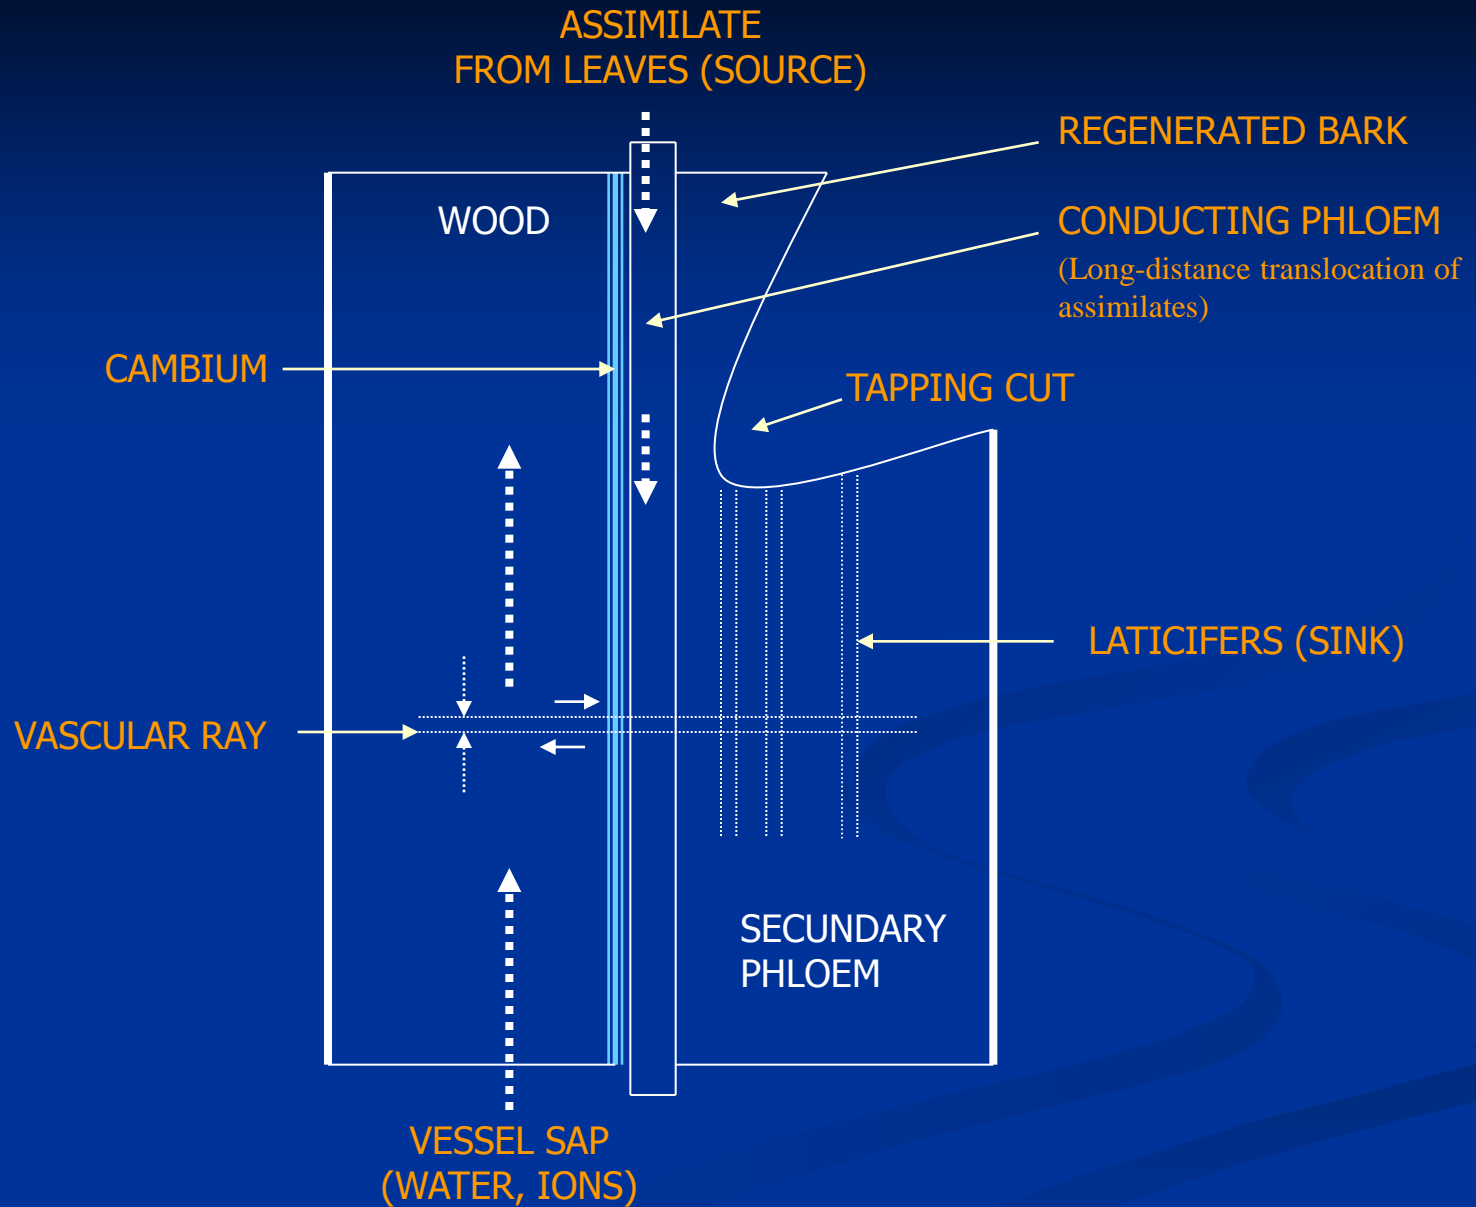 ASSIMILATE
FROM LEAVES (SOURCE)
REGENERATED BARK
WOOD
CONDUCTING PHLOEM
(Long-distance translocation of
assimilates)
CAMBIUM
TAPPING CUT
LATICIFERS (SINK)
VASCULAR RAY
SECUNDARY
PHLOEM
VESSEL SAP
(WATER, IONS)